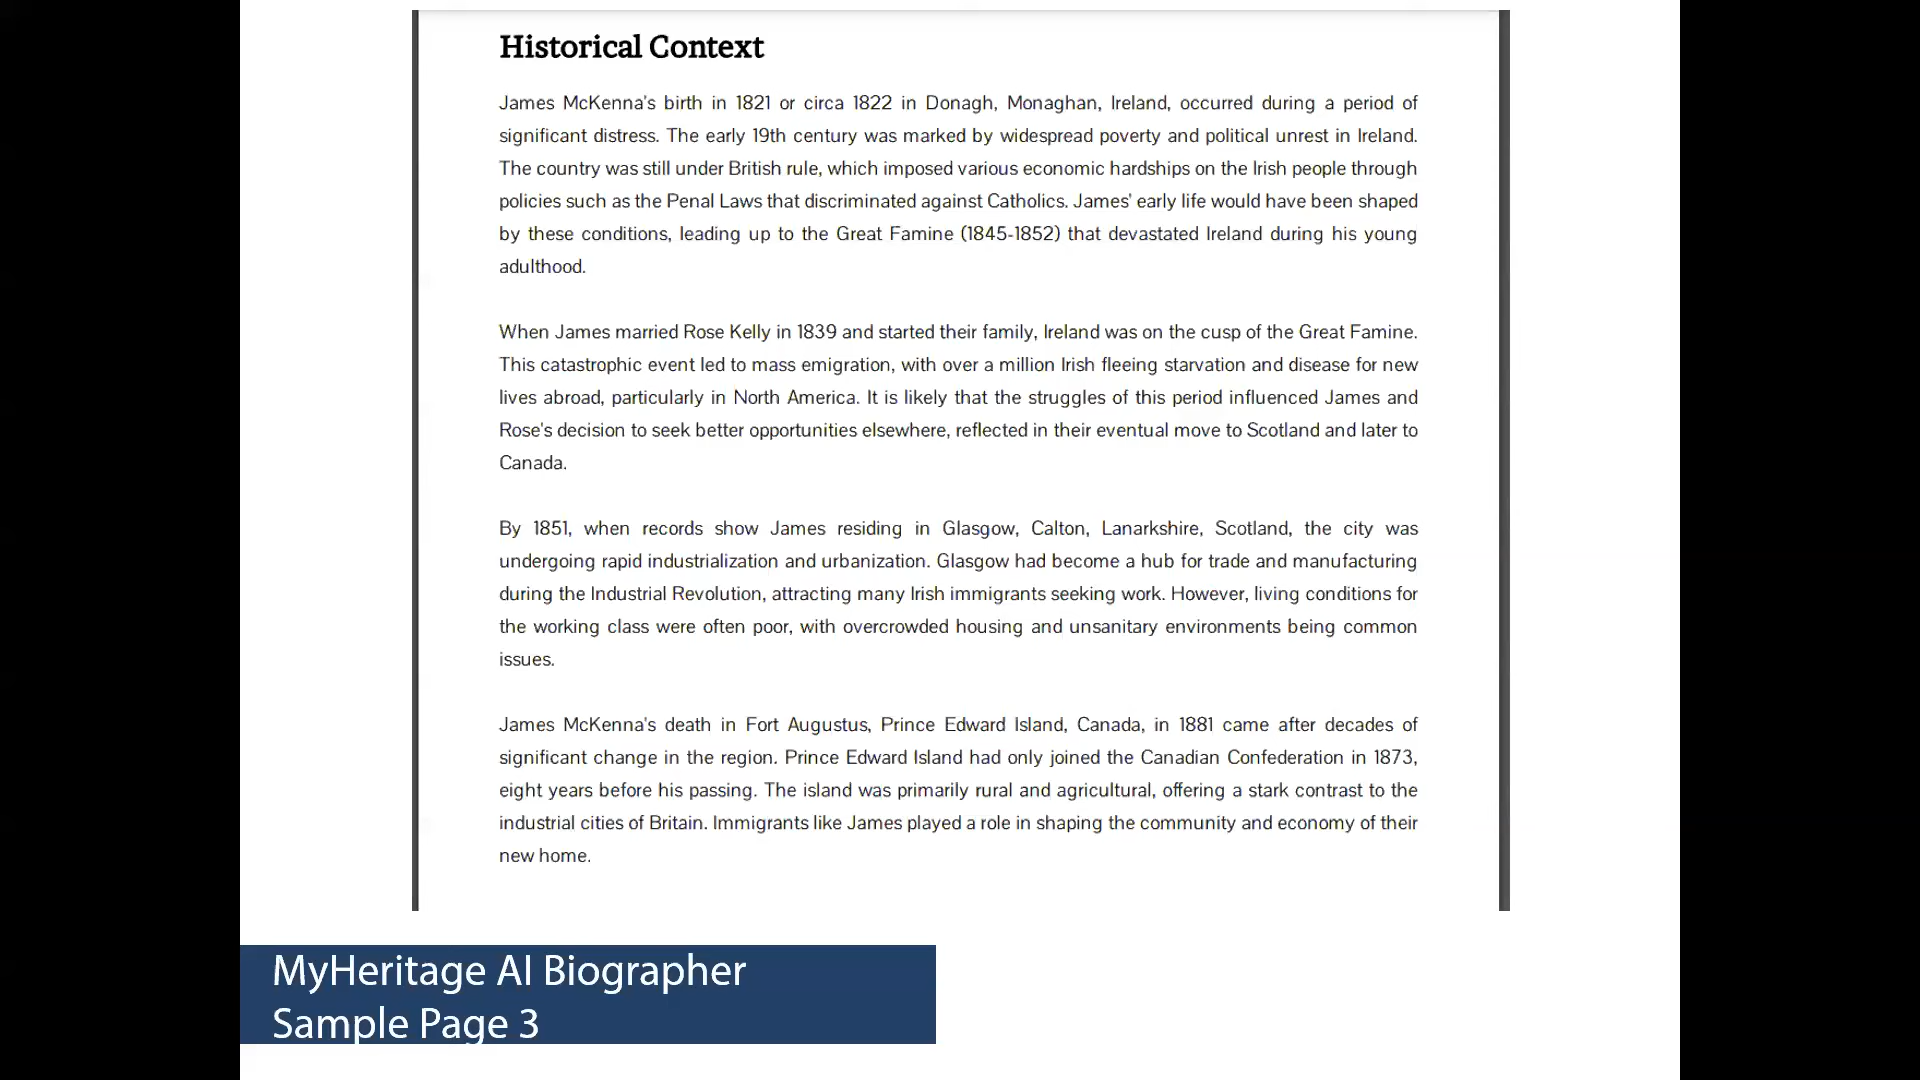 Historical Context
James McKenna's birth in 1821 or circa 1822 in Donagh, Monaghan, Ireland, occurred during a period of
significant distress. The early 19th century was marked by widespread poverty and political unrest in Ireland.
The country was still under British rule, which imposed various economic hardships on the Irish people through
policies such as the Penal Laws that discriminated against Catholics. James' early life would have been shaped
by these conditions, leading up to the Great Famine (1845-1852) that devastated Ireland during his young
adulthood.
When James married Rose Kelly in 1839 and started their family, Ireland was on the cusp of the Great Famine.
This catastrophic event led to mass emigration, with over a million Irish fleeing starvation and disease for new
lives abroad, particularly in North America. It is likely that the struggles of this period influenced James and
Rose's decision to seek better opportunities elsewhere, reflected in their eventual move to Scotland and later to
Canada.
By 1851, when records show James residing in Glasgow, Calton, Lanarkshire, Scotland, the city was
undergoing rapid industrialization and urbanization. Glasgow had become a hub for trade and manufacturing
during the Industrial Revolution, attracting many Irish immigrants seeking work. However, living conditions for
the working class were often poor, with overcrowded housing and unsanitary environments being common
issues.
James McKenna's death in Fort Augustus, Prince Edward Island, Canada, in 1881 came after decades of
significant change in the region. Prince Edward Island had only joined the Canadian Confederation in 1873,
eight years before his passing. The island was primarily rural and agricultural, offering a stark contrast to the
industrial cities of Britain. Immigrants like James played a role in shaping the community and economy of their
new home.
MyHeritage AI Biographer
Sample Page 3